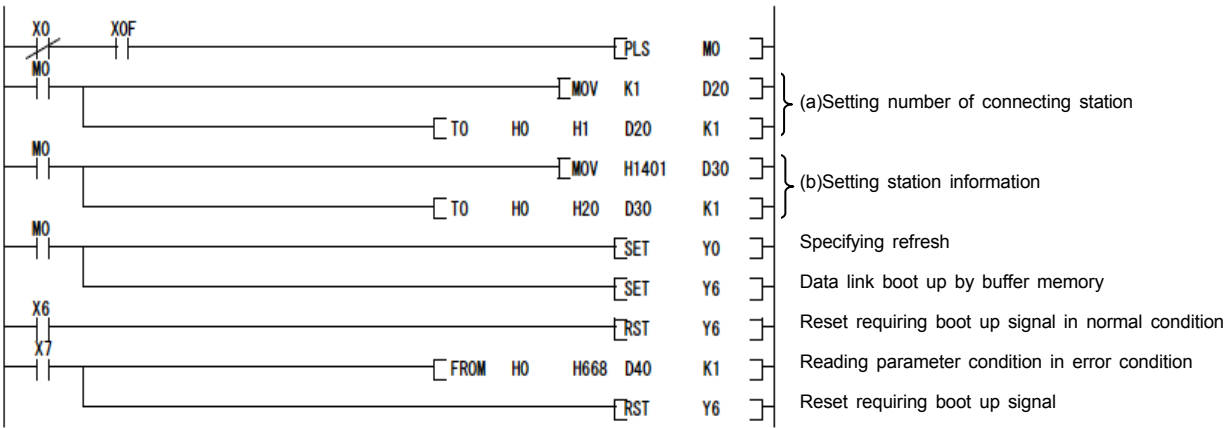 X0 X0F
PLS M0
M0
MOV K1 D20
(a)Setting number of connecting station
TO H0 H1 D20 K1
M0
MOV H1401 D30
(b)Setting station information
TO H0 H20 D30 K1
M0
SET Y0 Specifying refresh
SET Y6 Data link boot up by buffer memory
X6
RST Y6 Reset requiring boot up signal in normal condition
X7
FROM H0 H668 D40 K1 Reading parameter condition in error condition
RST Y6 Reset requiring boot up signal